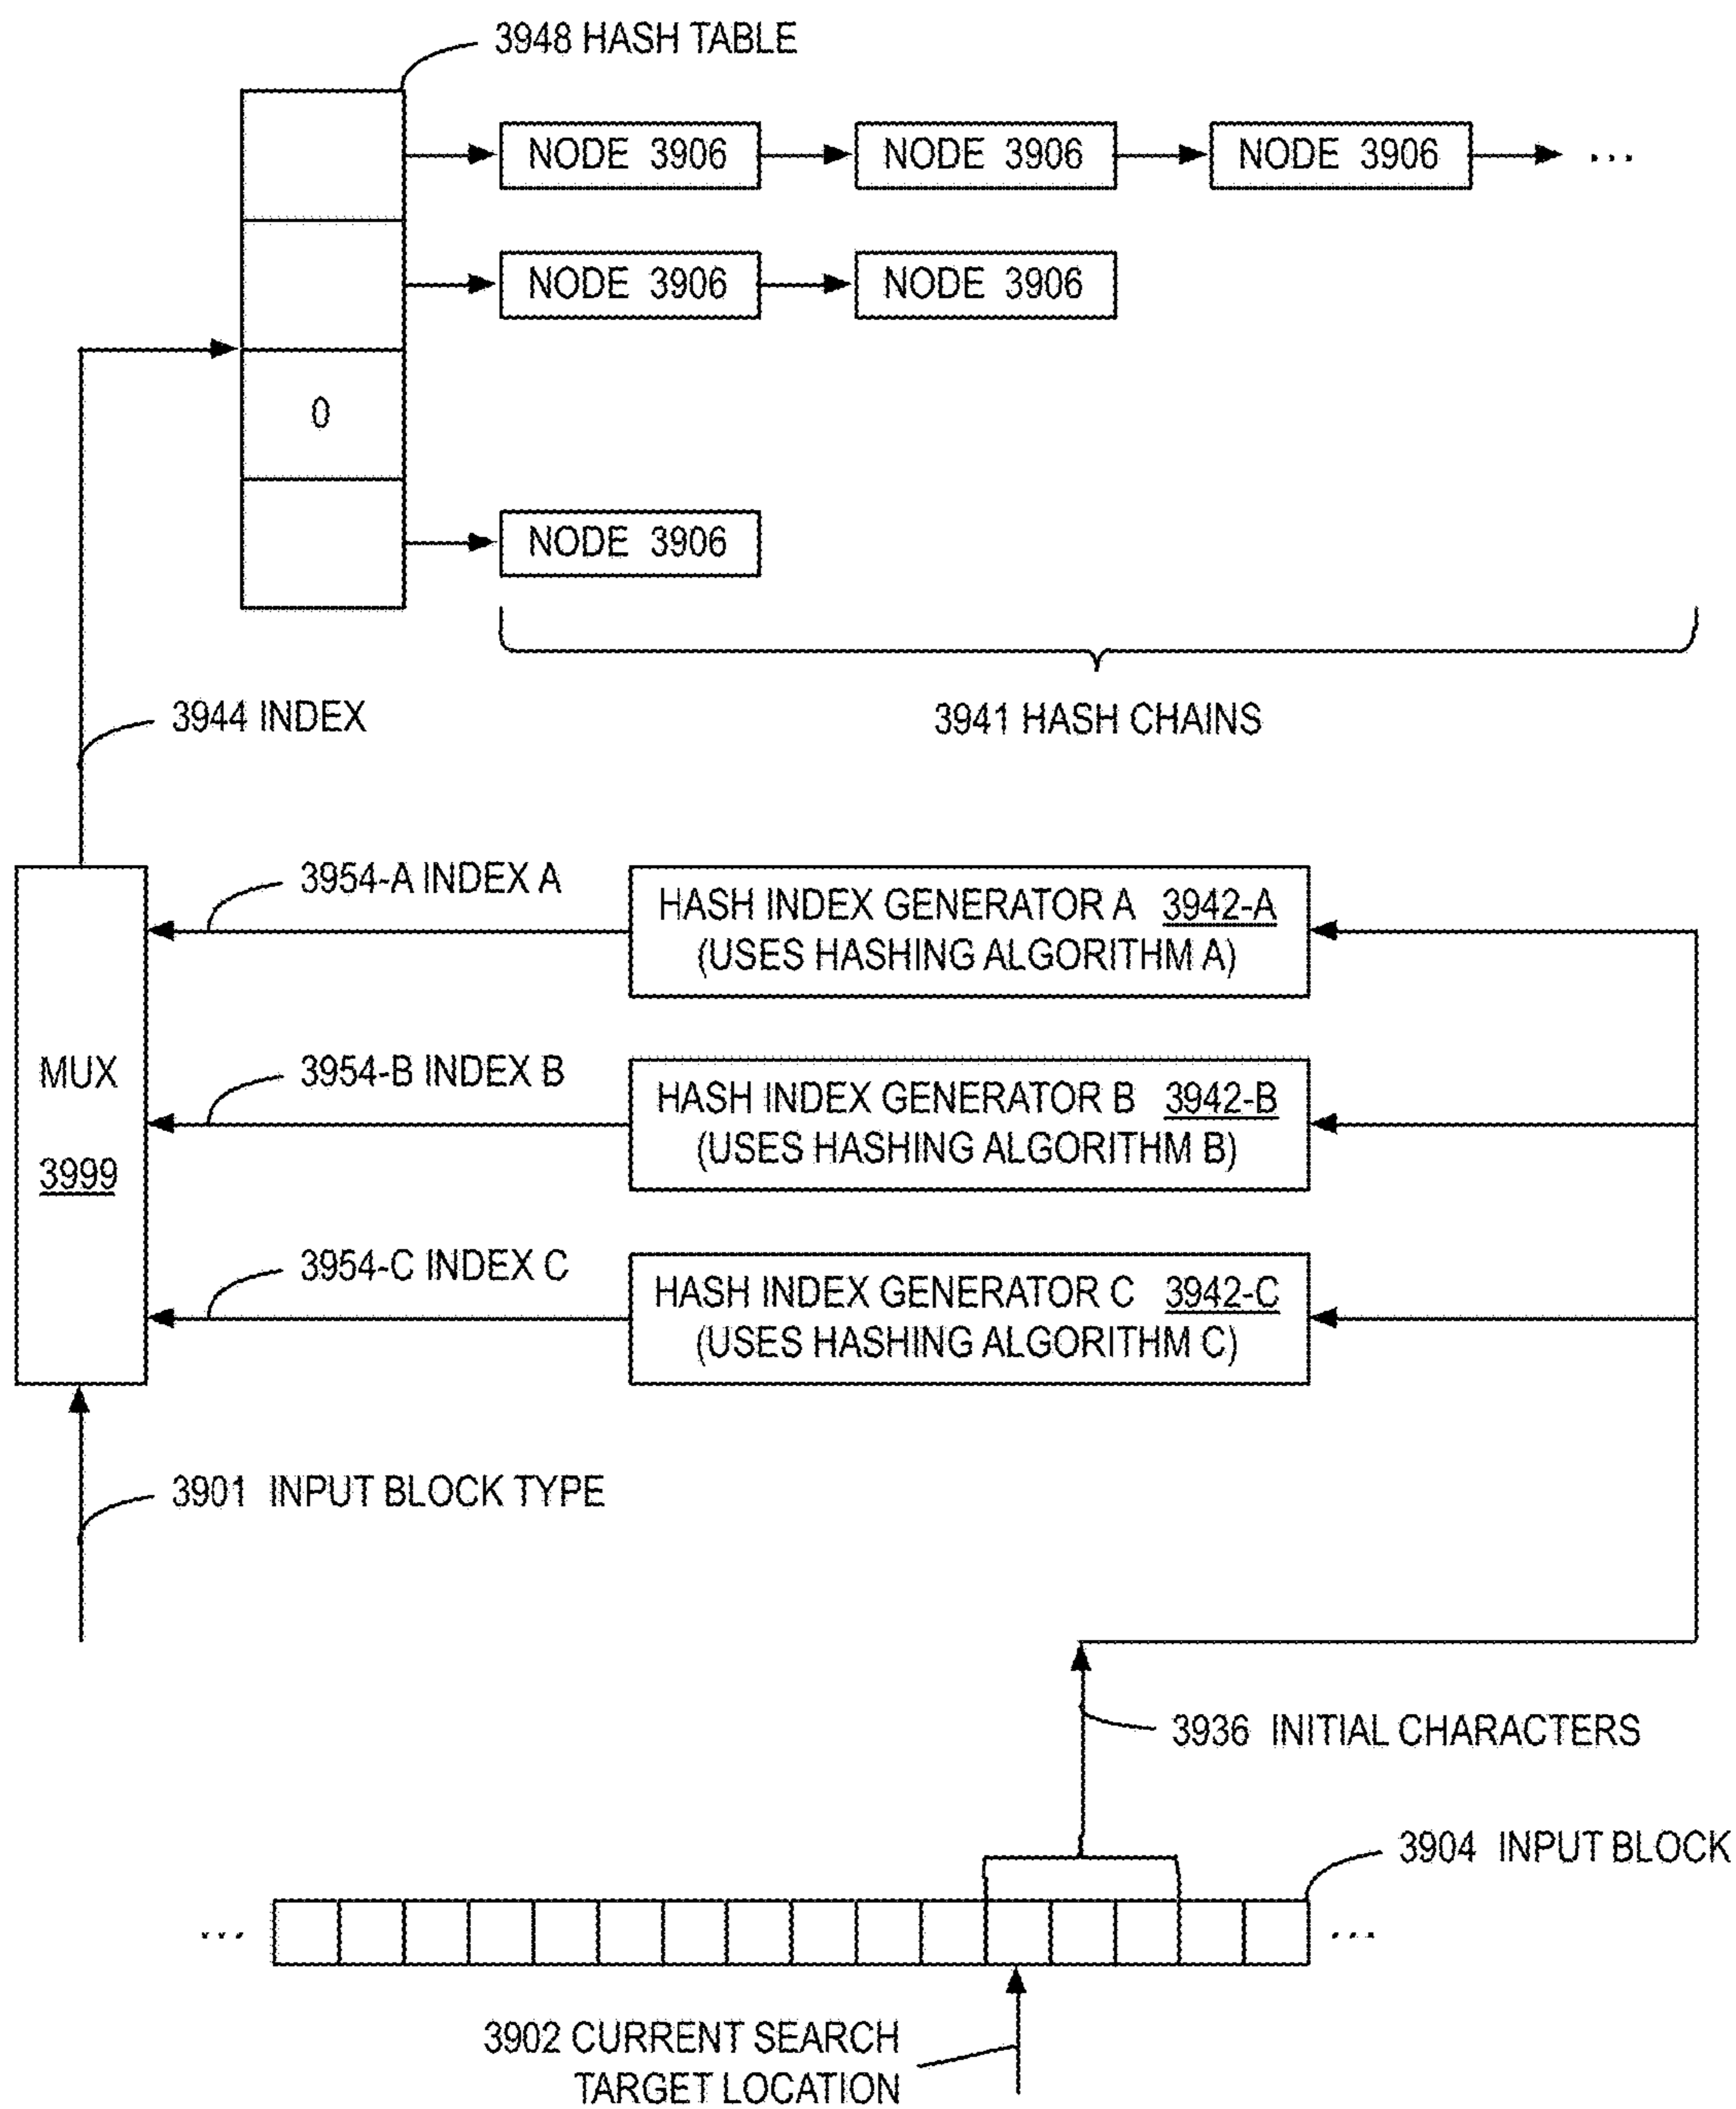 3948 HASH TABLE
NODE 3906
NODE 3906
NODE 3906
...
NODE 3906
NODE 3906
0
NODE 3906
3944 INDEX
3941 HASH CHAINS
3954-A INDEX A
HASH INDEX GENERATOR A 3942-A
(USES HASHING ALGORITHM A)
MUX
3999
3954-B INDEX B
HASH INDEX GENERATOR B 3942-B
(USES HASHING ALGORITHM B)
3954-C INDEX C
HASH INDEX GENERATOR C 3942-C
(USES HASHING ALGORITHM C)
3901 INPUT BLOCK TYPE
3936 INITIAL CHARACTERS
3904 INPUT BLOCK
...
...
3902 CURRENT SEARCH
TARGET LOCATION